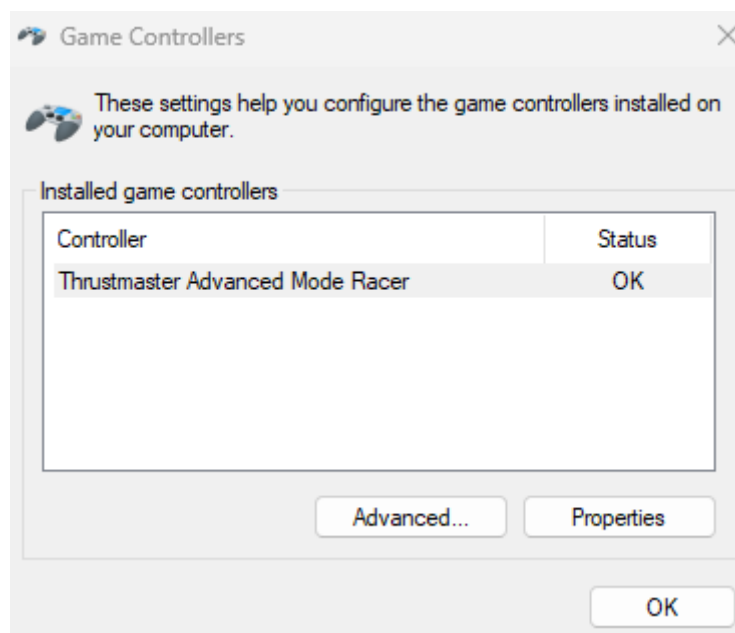 Game Controllers
These settings help you configure the game controllers installed on
your computer.
Installed game controllers
Controller Status
Thrustmaster Advanced Mode Racer OK
Advanced... Properties
OK